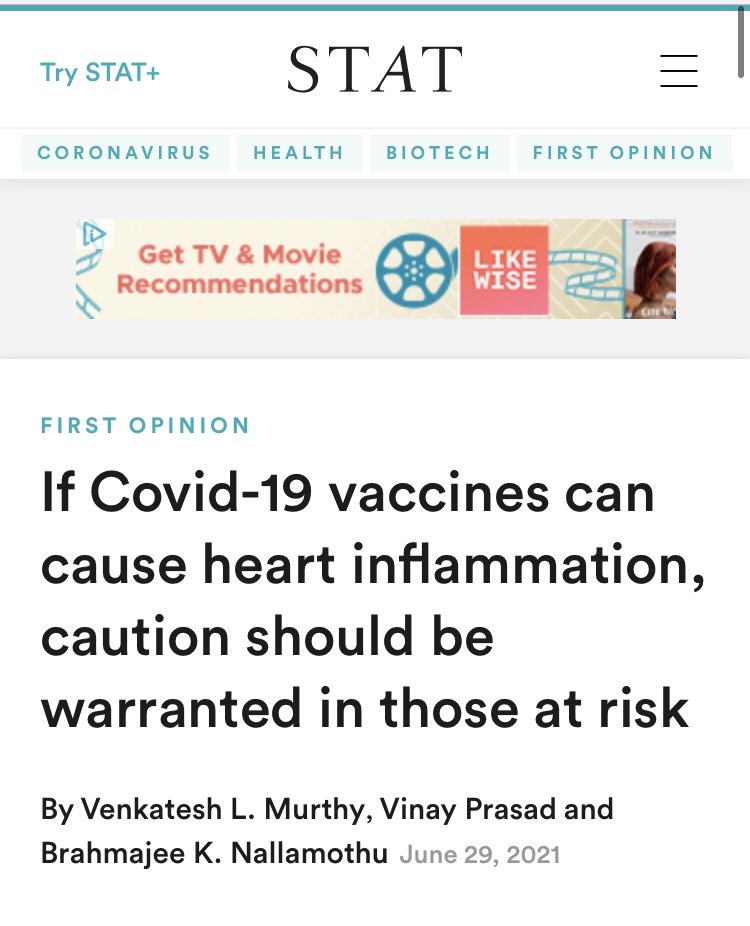 Try STAT+
STAT
CORONAVIRUS HEALTH BIOTECH FIRST OPINION
Get TV & Movie
Recommendations
LIKE
WISE
FIRST OPINION
If Covid-19 vaccines can
cause heart inflammation,
caution should be
warranted in those at risk
By Venkatesh L. Murthy, Vinay Prasad and
Brahmajee K. Nallamothu June 29, 2021